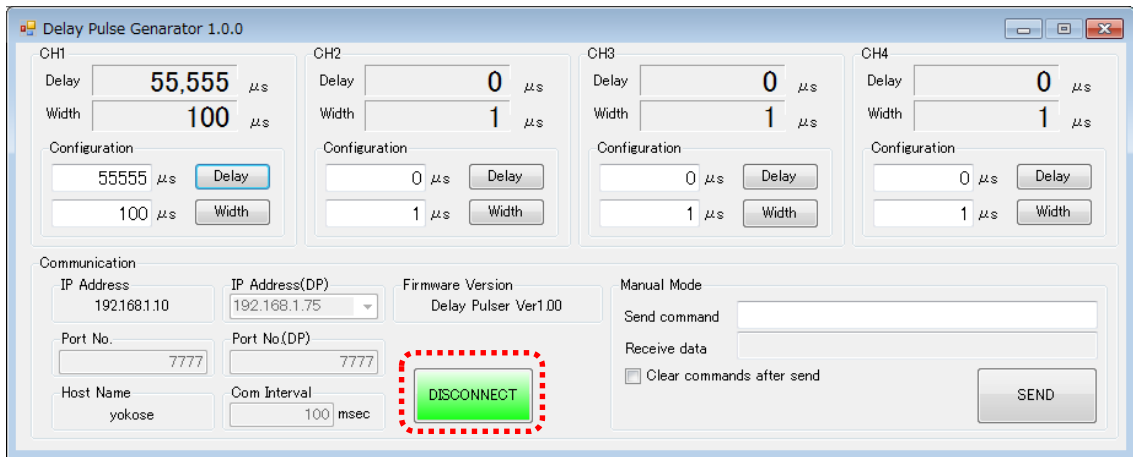 Delay Pulse Genarator 1.0.0
CH1 CH2 CH3 CH4
Delay 55,555 μs Delay 0 μs Delay 0 μs Delay 0 μs
Width 100 μs Width 1 μs Width 1 μs Width 1 μs
Configuration Configuration Configuration Configuration
55555 μs Delay 0 μs Delay 0 μs Delay 0 μs Delay
100 μs Width 1 μs Width 1 μs Width 1 μs Width
Communication
IP Address IP Address(DP) Firmware Version Manual Mode
192.168.1.10 192.168.1.75 Delay Pulser Ver1.00
Send command
Port No. Port No.(DP)
7777 7777
Receive data
Clear commands after send
Host Name Com Interval DISCONNECT SEND
yokose 100 msec